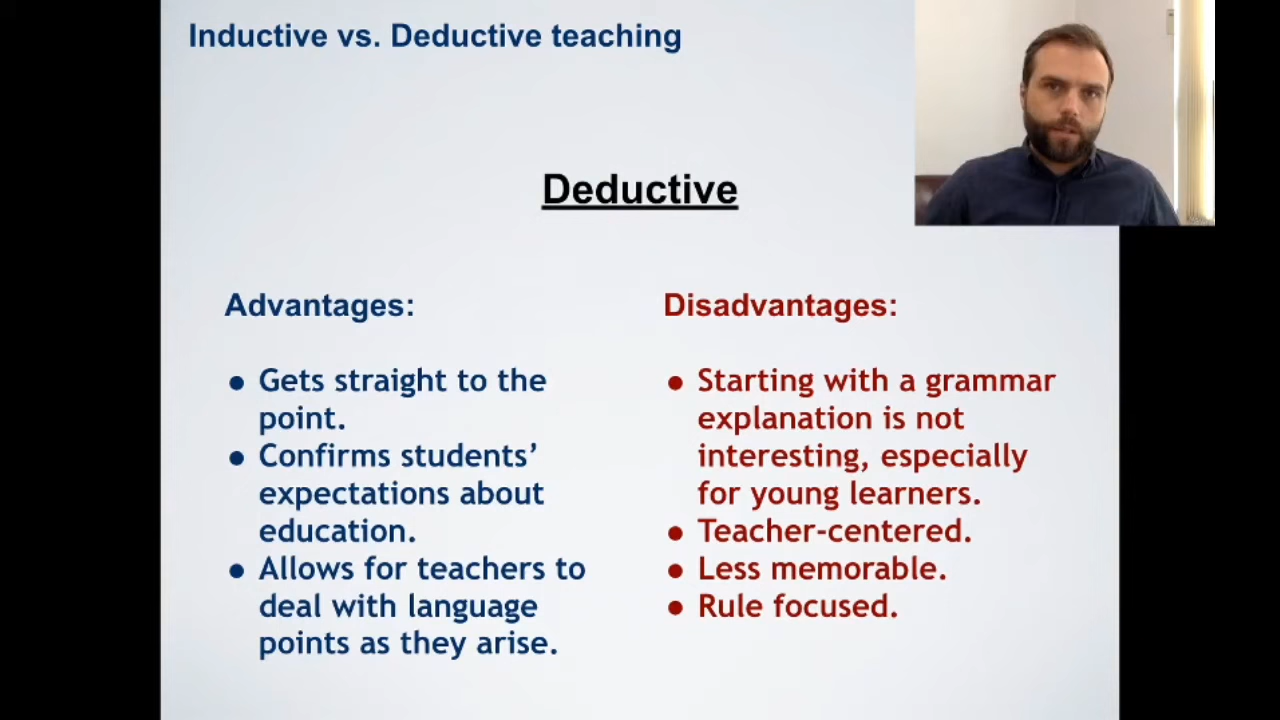 Inductive vs. Deductive teaching
Deductive
Advantages:
● Gets straight to the
point.
● Confirms students’
expectations about
education.
● Allows for teachers to
deal with language
points as they arise.
Disadvantages:
● Starting with a grammar
explanation is not
interesting, especially
for young learners.
● Teacher-centered.
● Less memorable.
● Rule focused.